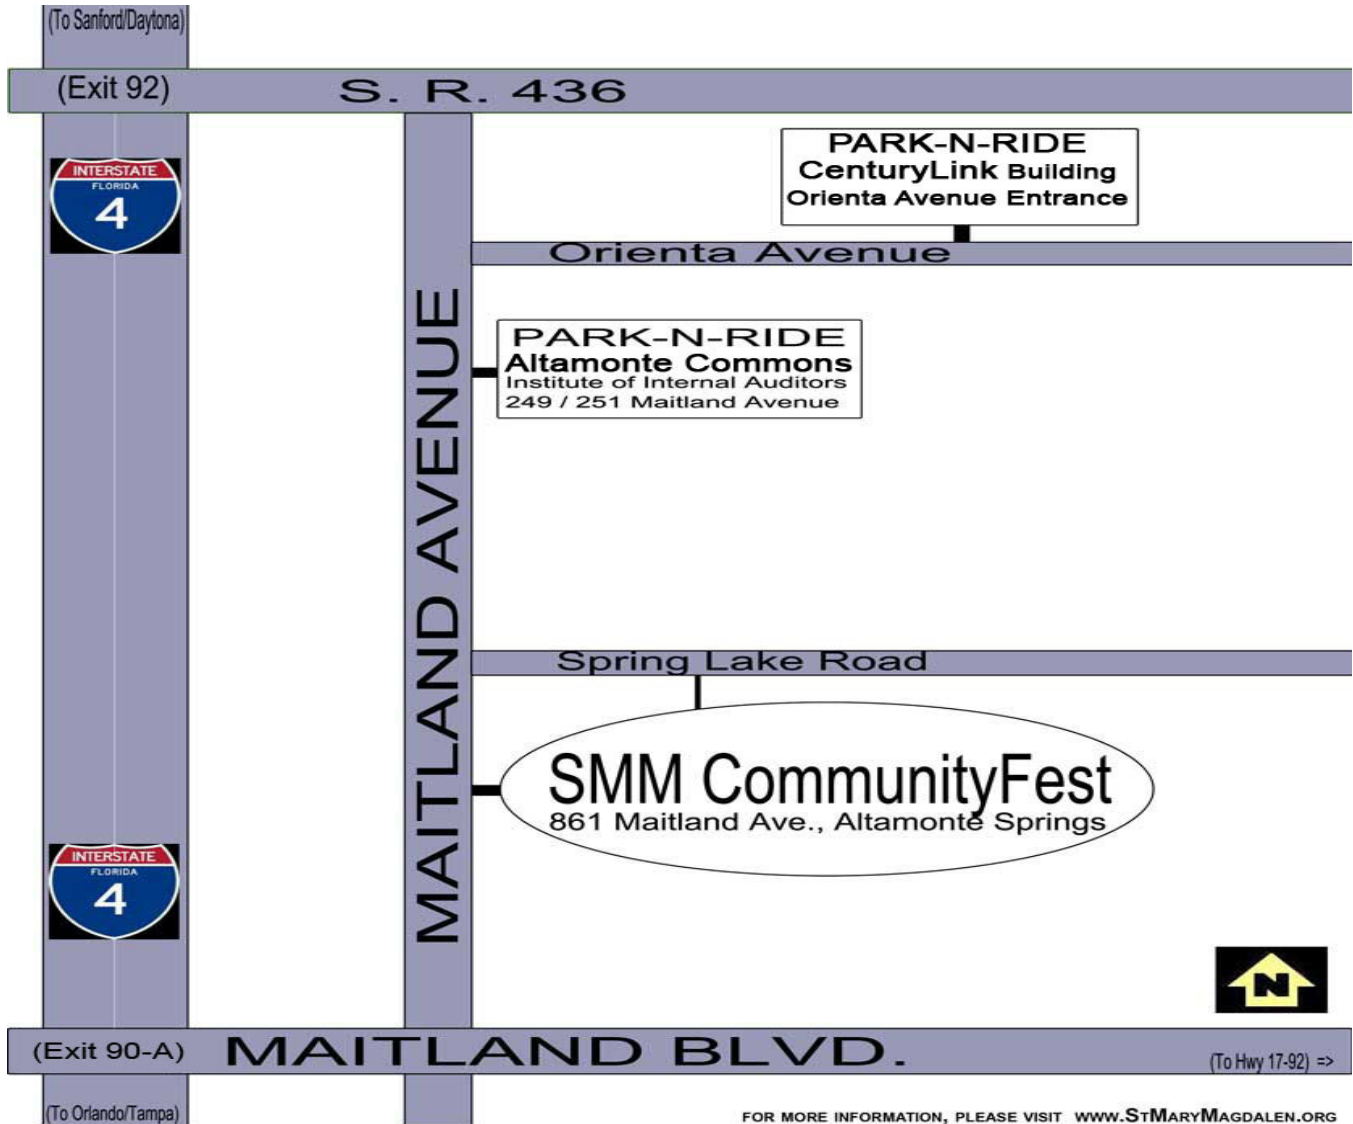 (To Sanford/Daytona)
(Exit 92)
S. R. 436
INTERSTATE
FLORIDA
4
PARK-N-RIDE
CenturyLink Building
Orienta Avenue Entrance
Orienta Avenue
PARK-N-RIDE
Altamonte Commons
Institute of Internal Auditors
249 / 251 Maitland Avenue
MAITLAND AVENUE
Spring Lake Road
SMM CommunityFest
861 Maitland Ave., Altamonte Springs
INTERSTATE
FLORIDA
4
N
(Exit 90-A)
MAITLAND BLVD.
(To Hwy 17-92) =>
(To Orlando/Tampa)
FOR MORE INFORMATION, PLEASE VISIT WWW.STMARYMAGDALEN.ORG